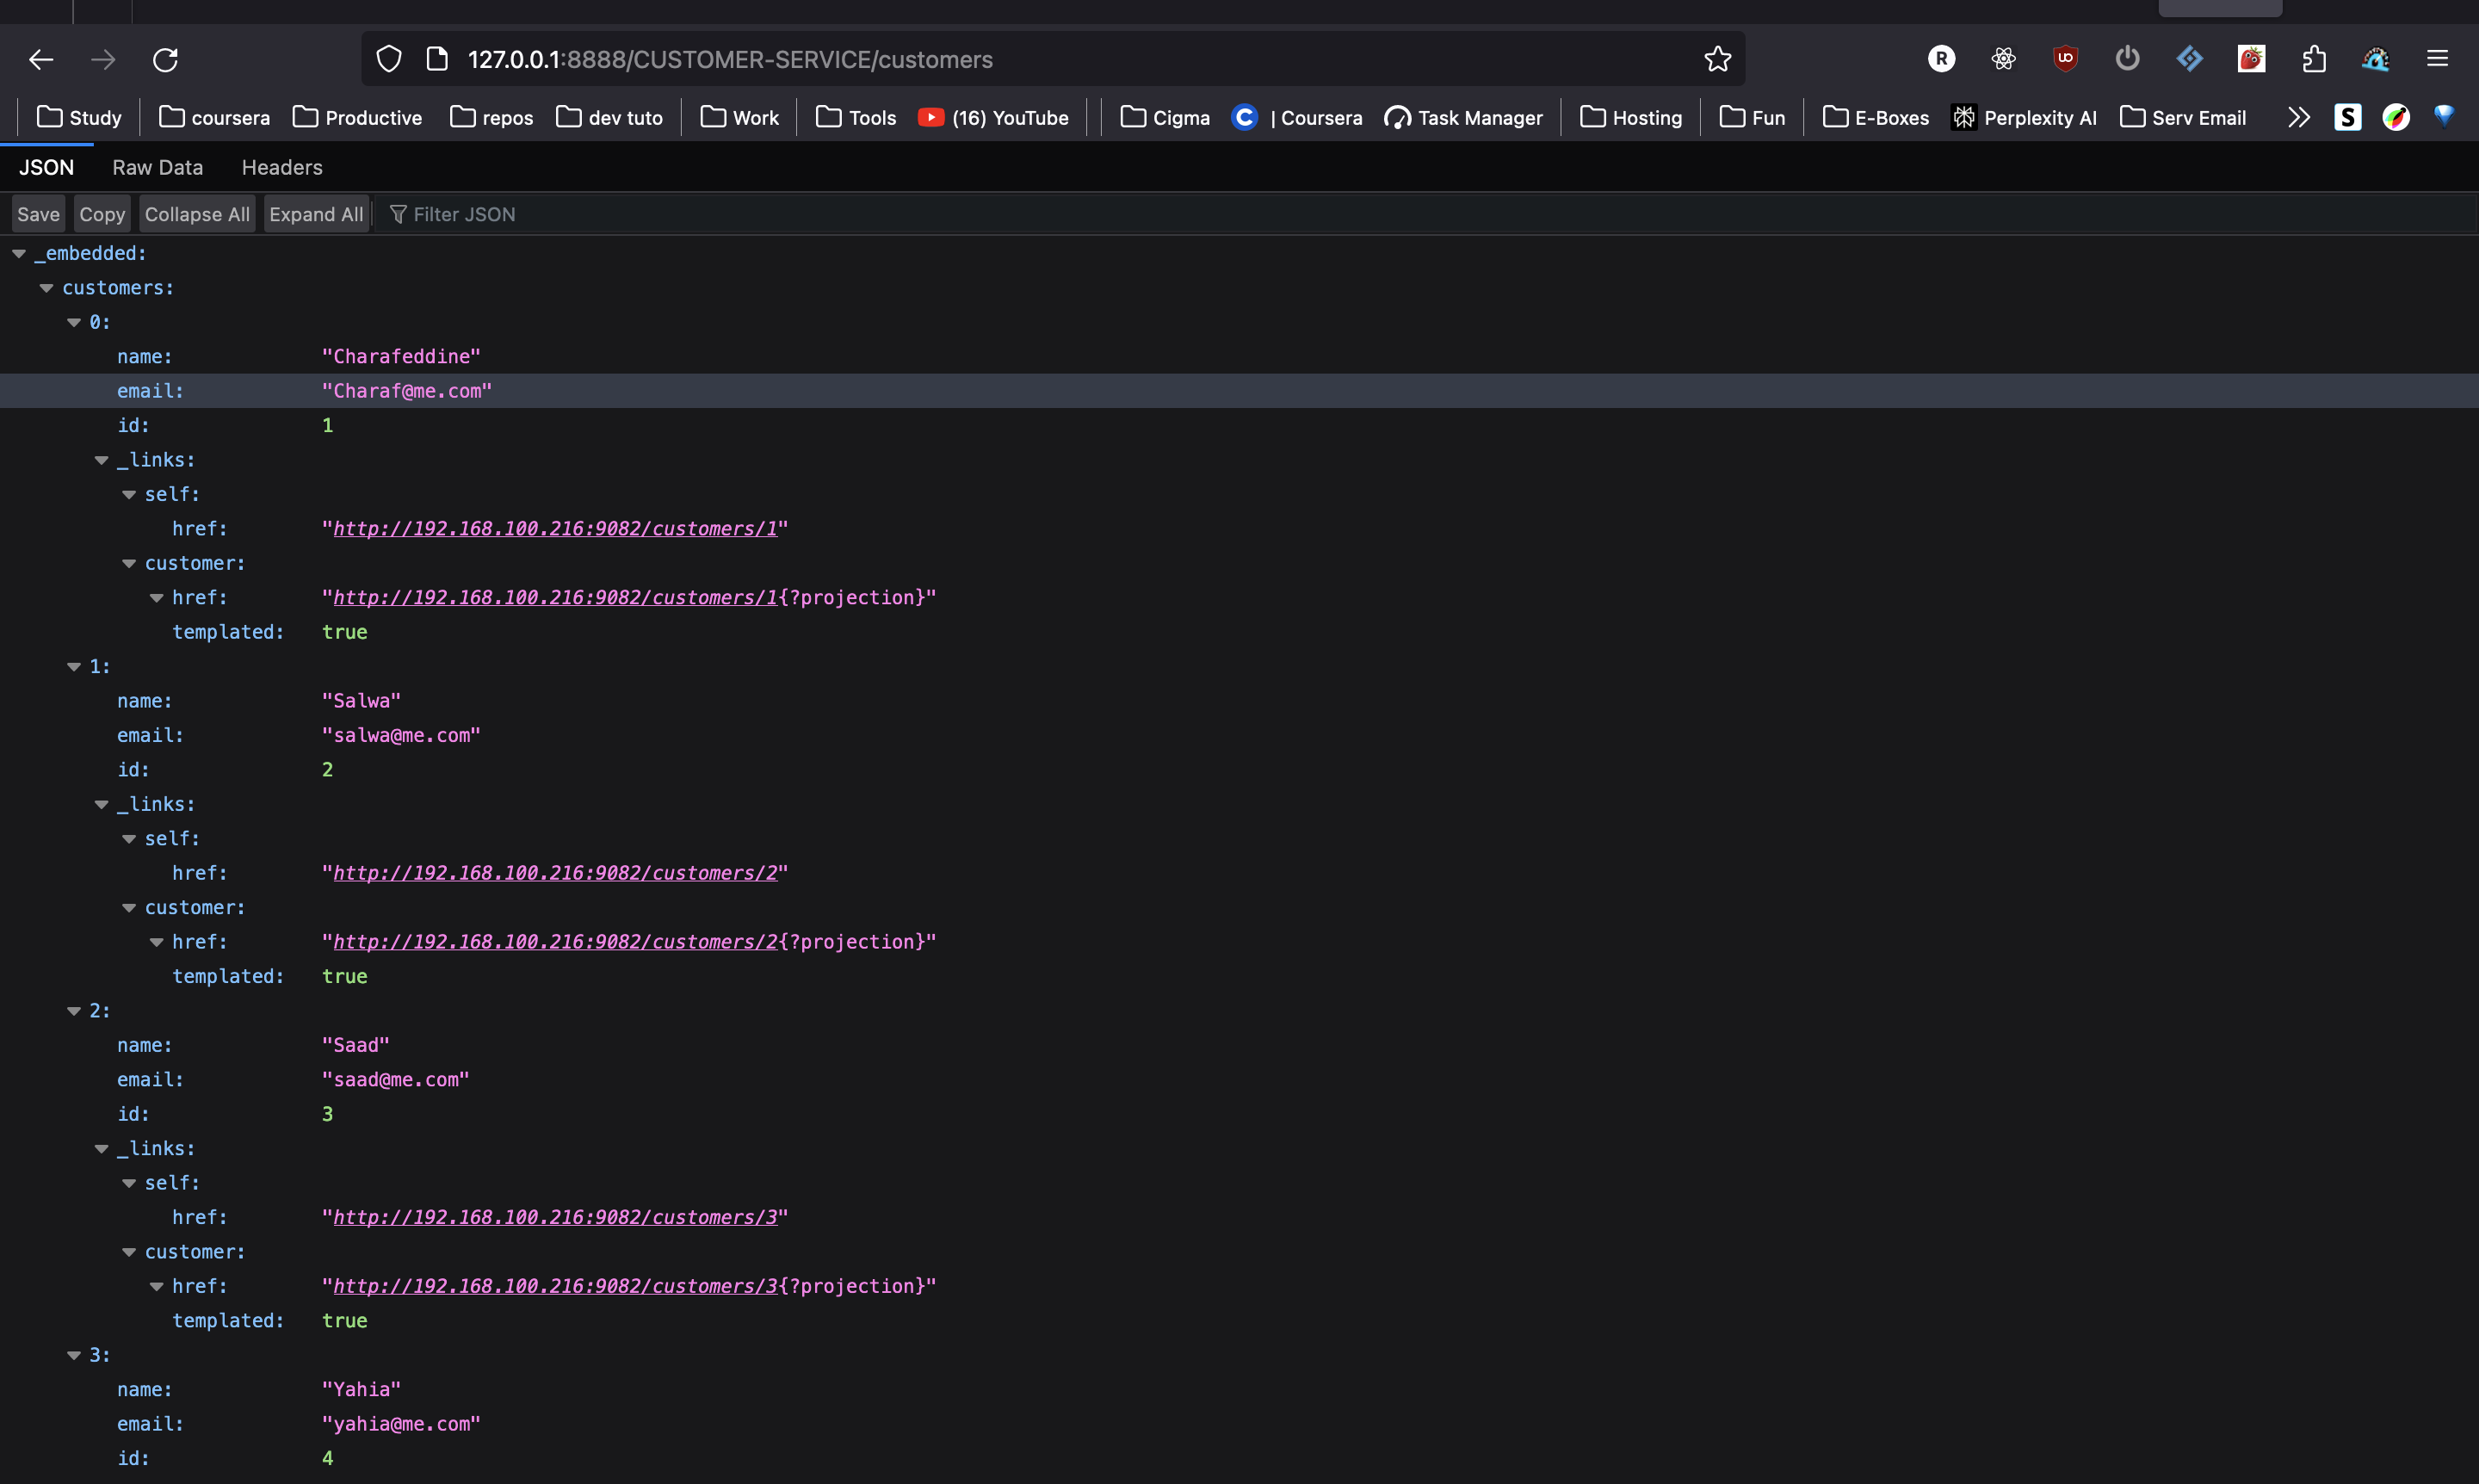 127.0.0.1:8888/CUSTOMER-SERVICE/customers
R
UO
Study coursera Productive repos dev tuto Work Tools (16) YouTube Cigma C | Coursera Task Manager Hosting Fun E-Boxes Perplexity AI Serv Email S
JSON Raw Data Headers
Save Copy Collapse All Expand All Filter JSON
_embedded:
customers:
0:
name: "Charafeddine"
email: "Charaf@me.com"
id: 1
_links:
self:
href: "http://192.168.100.216:9082/customers/1"
customer:
href: "http://192.168.100.216:9082/customers/1{?projection}"
templated: true
1:
name: "Salwa"
email: "salwa@me.com"
id: 2
_links:
self:
href: "http://192.168.100.216:9082/customers/2"
customer:
href: "http://192.168.100.216:9082/customers/2{?projection}"
templated: true
2:
name: "Saad"
email: "saad@me.com"
id: 3
_links:
self:
href: "http://192.168.100.216:9082/customers/3"
customer:
href: "http://192.168.100.216:9082/customers/3{?projection}"
templated: true
3:
name: "Yahia"
email: "yahia@me.com"
id: 4